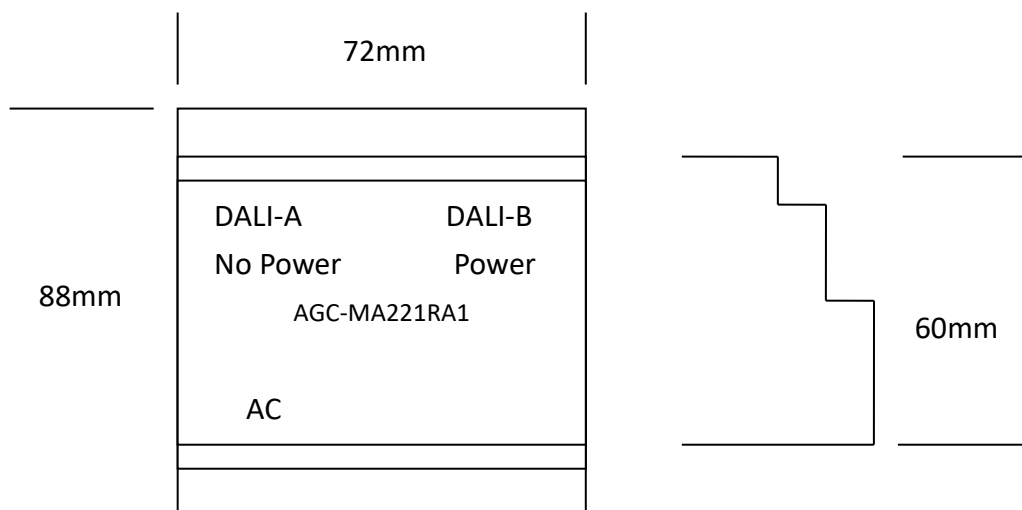 72mm
DALI-A DALI-B
No Power Power
88mm
AGC-MA221RA1
60mm
AC